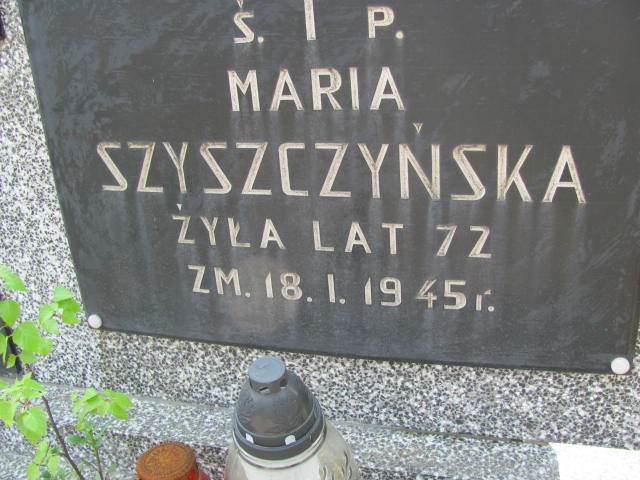 Ś. † P.
MARIA
SZYSZCZYŃSKA
ŻYŁA LAT 72
ZM. 18. I. 1945 r.